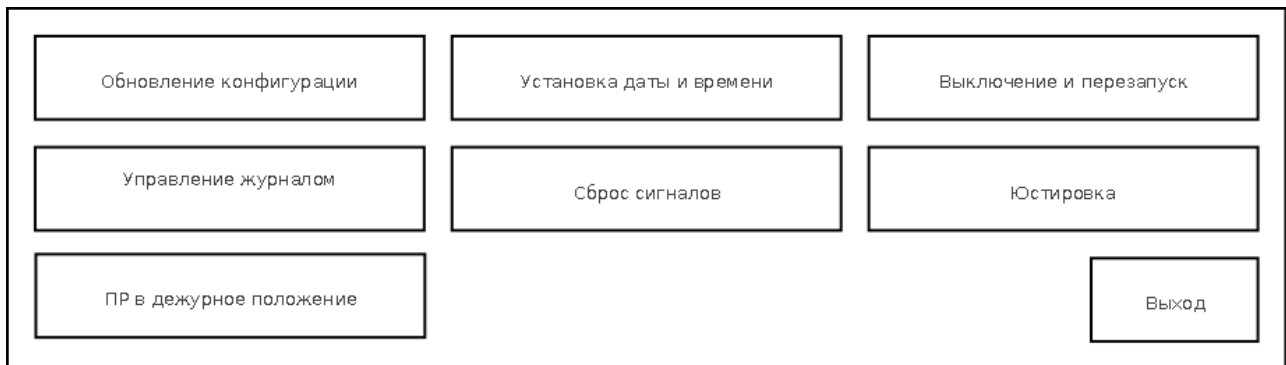 Обновление конфигурации
Установка даты и времени
Выключение и перезапуск
Управление журналом
Сброс сигналов
Юстировка
ПР в дежурное положение
Выход